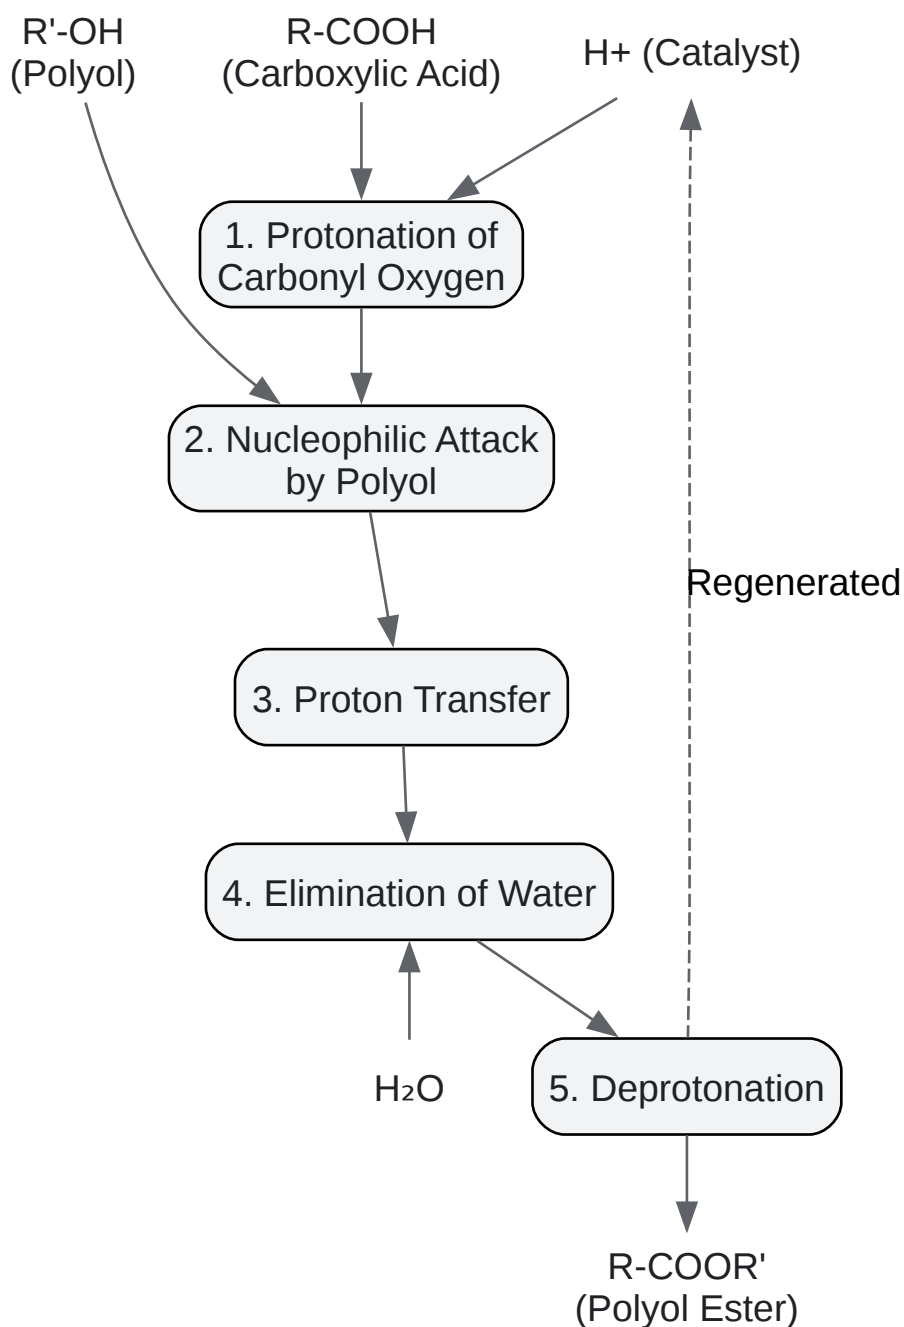 R'-OH
(Polyol)
R-COOH
(Carboxylic Acid)
H+ (Catalyst)
1. Protonation of
Carbonyl Oxygen
2. Nucleophilic Attack
by Polyol
Regenerated
3. Proton Transfer
4. Elimination of Water
H₂O
5. Deprotonation
R-COOR'
(Polyol Ester)